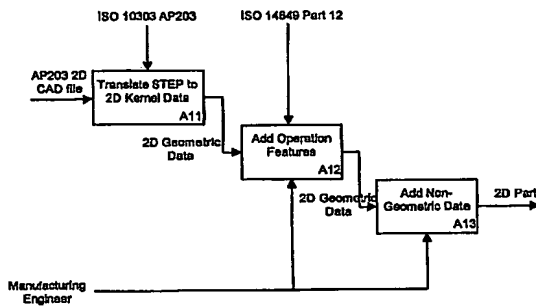 ISO 10303 AP203
ISO 14649 Part 12
AP203 2D
CAD file
Translate STEP to
2D Kernel Data
A11
2D Geometric
Data
Add Operation
Features
A12
2D Geometric
Data
Add Non-
Geometric Data
A13
2D Part
Manufacturing
Engineer